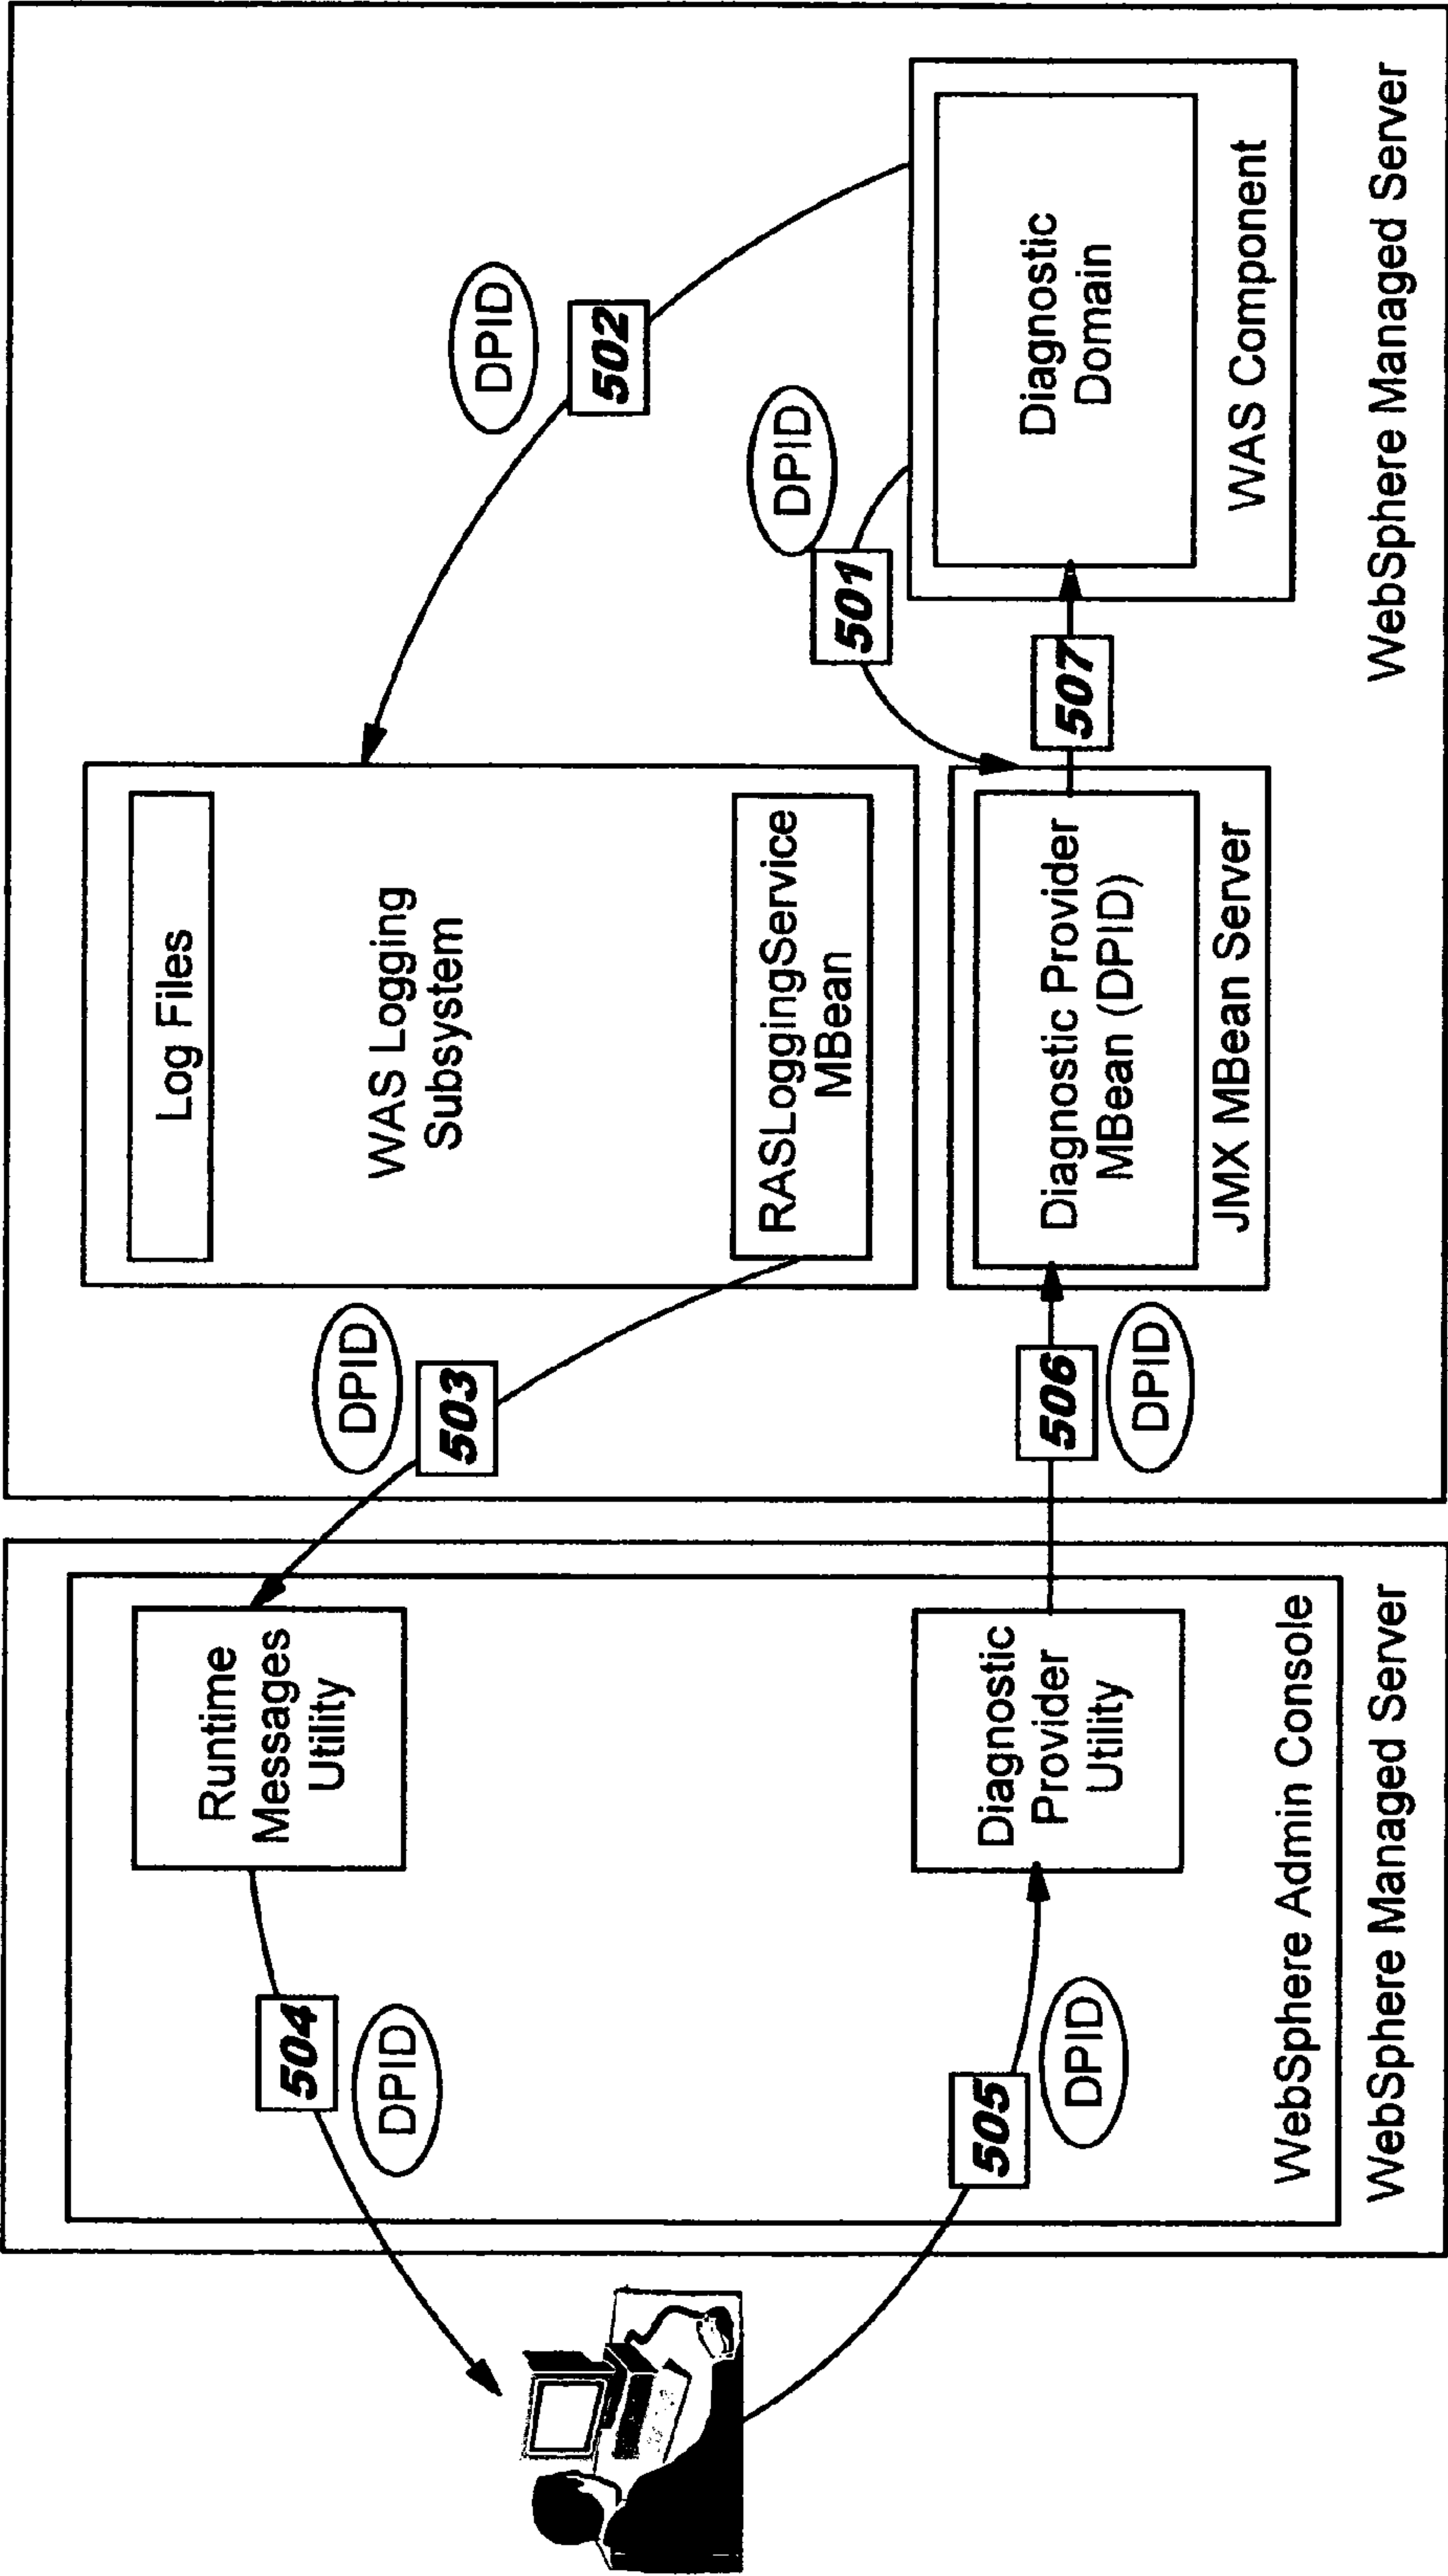 Runtime
Messages
Utility
504
DPID
505
DPID
Diagnostic
Provider
Utility
WebSphere Admin Console
WebSphere Managed Server
DPID
503
506
DPID
Log Files
WAS Logging
Subsystem
RASLoggingService
MBean
Diagnostic Provider
MBean (DPID)
JMX MBean Server
DPID
502
DPID
501
507
Diagnostic
Domain
WAS Component
WebSphere Managed Server